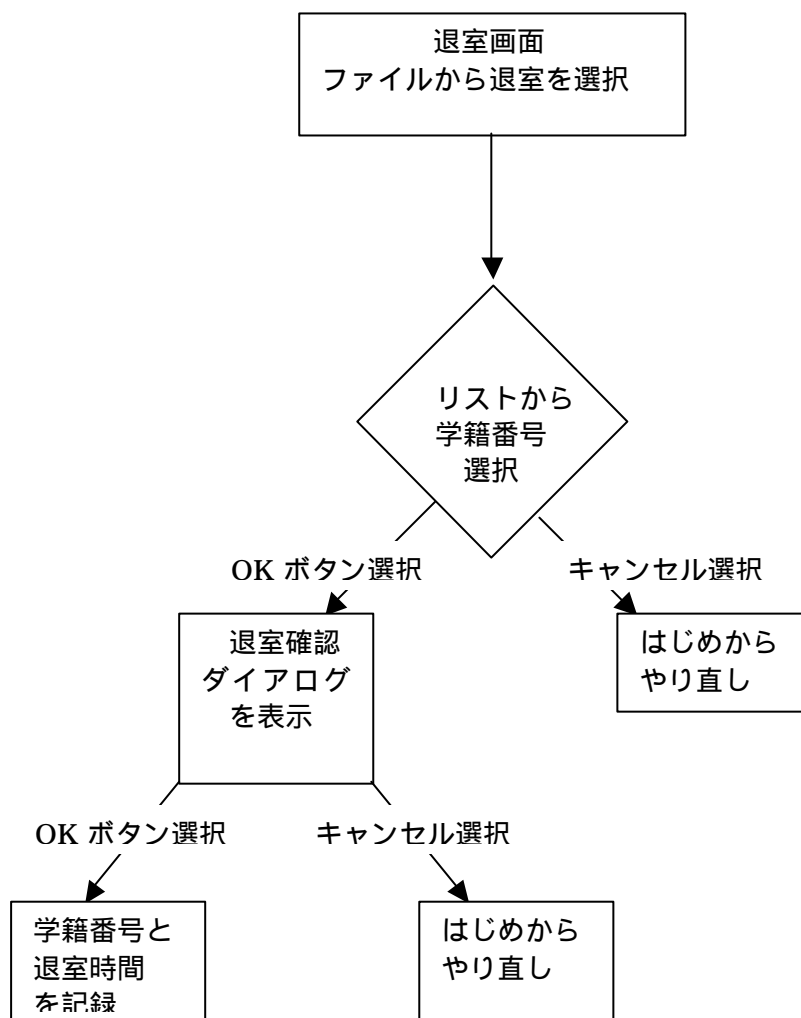 退室画面
ファイルから退室を選択
リストから
学籍番号
選択
OK ボタン選択
キャンセル選択
退室確認
ダイアログ
を表示
はじめから
やり直し
OK ボタン選択
キャンセル選択
学籍番号と
退室時間
を記録
はじめから
やり直し